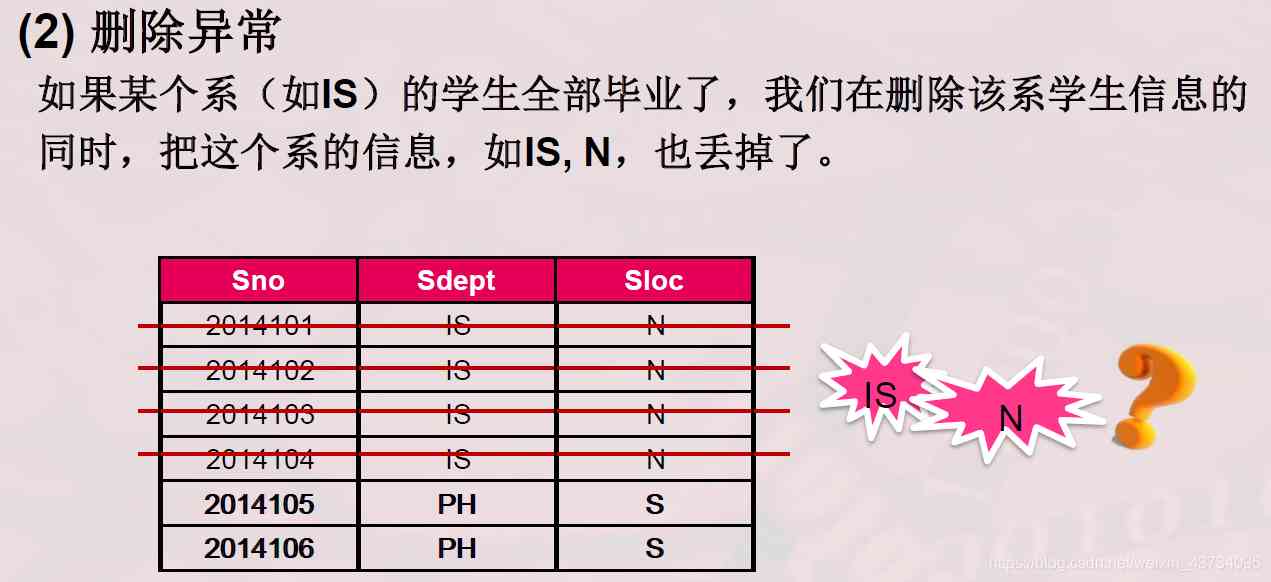 (2) 删除异常
如果某个系（如IS）的学生全部毕业了，我们在删除该系学生信息的
同时，把这个系的信息，如IS, N，也丢掉了。
Sno Sdept Sloc
2014101 IS N
2014102 IS N
2014103 IS N
2014104 IS N
2014105 PH S
2014106 PH S
IS N ?
https://blog.csdn.net/weixin_43734095